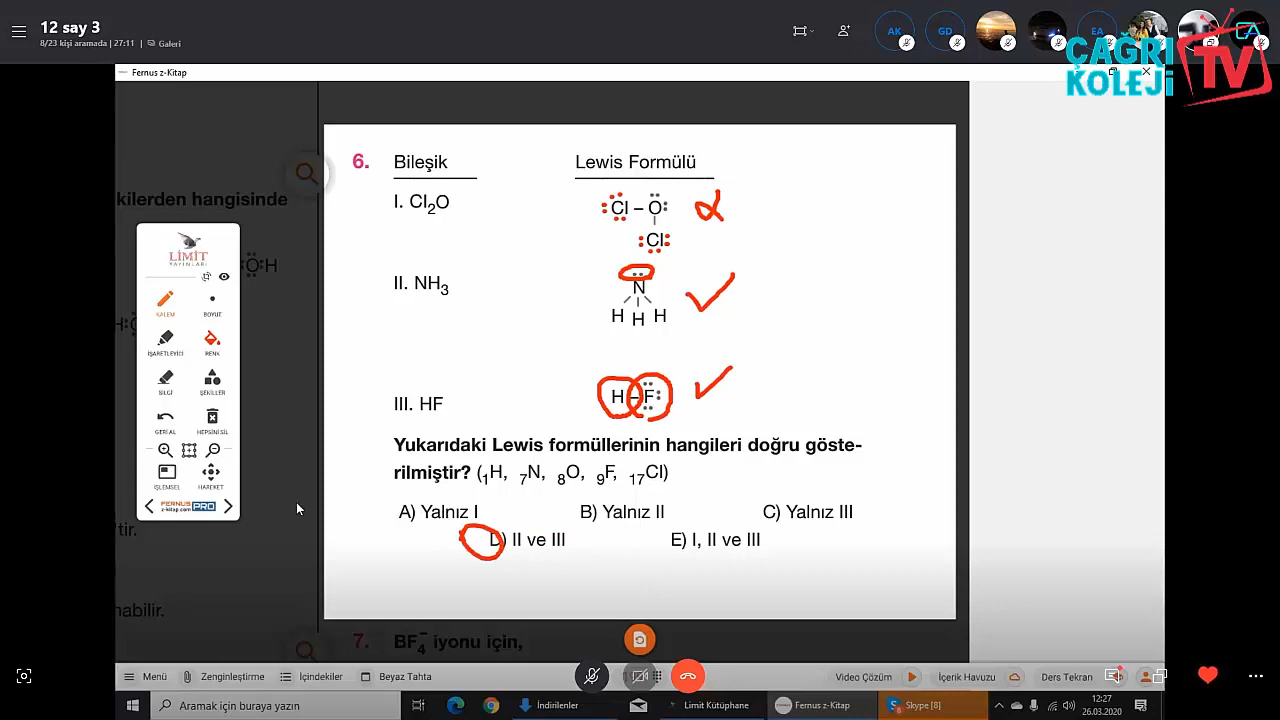 12 say 3
8/23 kişi aramada | 27:11 | Galeri
AK
GD
EA
ÇAĞRI
KOLEJİ
TV
Fernus z-Kitap
kilerden hangisinde
ÖH
H
LİMİT
YAYINLARI
KALEM
BOYUT
İŞARETLEYİCİ
RENK
SİLGİ
ŞEKİLLER
GERİ AL
HEPSİNİ SİL
İŞLEMSEL
HAREKET
FERNUS PRO
z-kitap.com
'tir.
nabilir.
6. Bileşik Lewis Formülü
I. Cl2O
Cl – O
Cl
II. NH3
N
H H H
III. HF
H – F
Yukarıdaki Lewis formüllerinin hangileri doğru göste-
rilmiştir? (1H, 7N, 8O, 9F, 17Cl)
A) Yalnız I B) Yalnız II C) Yalnız III
D) II ve III E) I, II ve III
7. BF4− iyonu için,
Menü Zenginleştirme İçindekiler Beyaz Tahta Video Çözüm İçerik Havuzu Ders Tekran
Aramak için buraya yazın İndirilenler Limit Kütüphane Fernus z-Kitap Skype [8] 12:27
26.03.2020